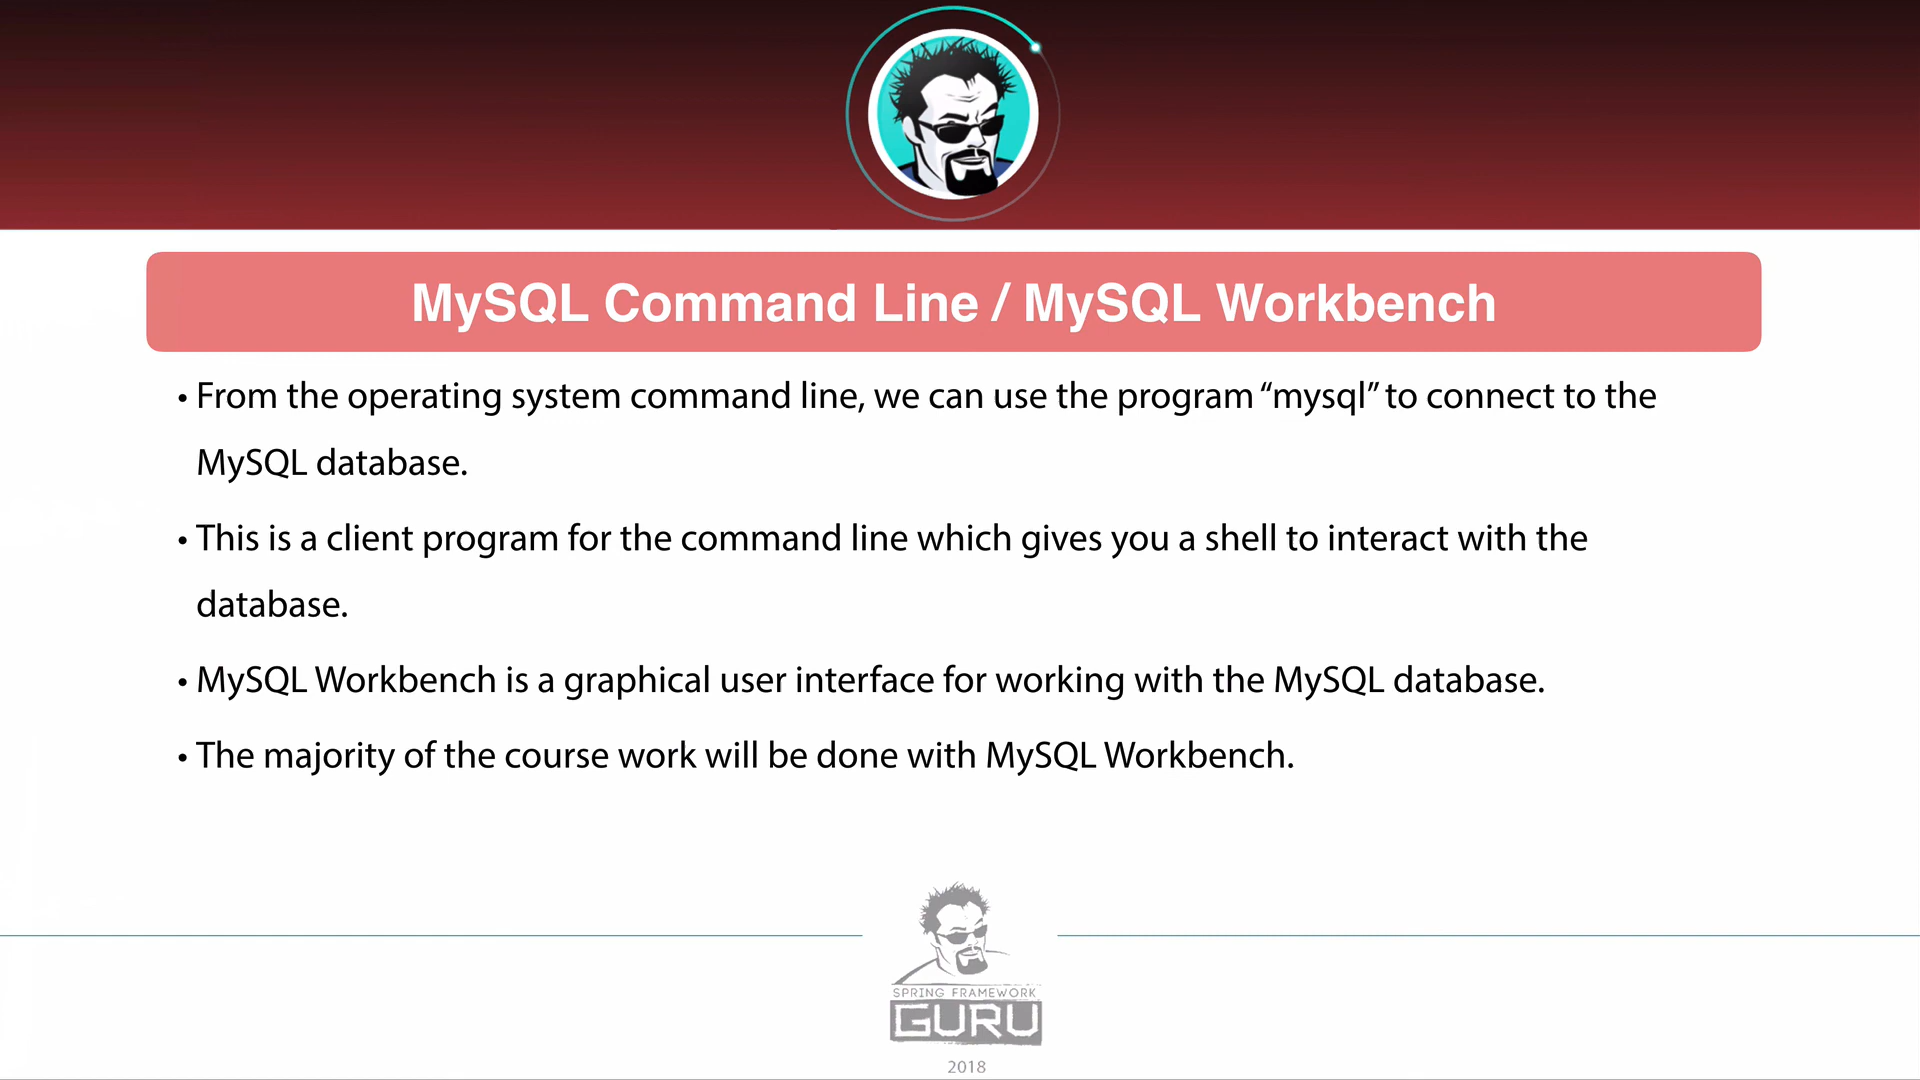 MySQL Command Line / MySQL Workbench
• From the operating system command line, we can use the program “mysql” to connect to the
MySQL database.
• This is a client program for the command line which gives you a shell to interact with the
database.
• MySQL Workbench is a graphical user interface for working with the MySQL database.
• The majority of the course work will be done with MySQL Workbench.
SPRING FRAMEWORK
GURU
2018